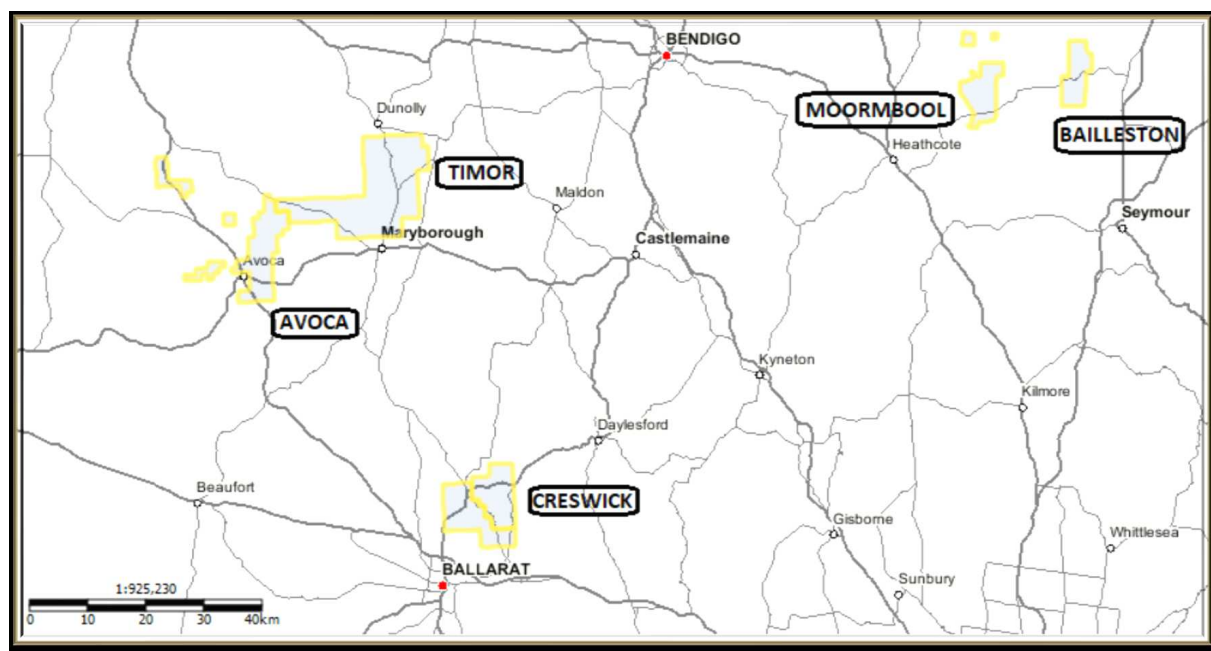 BENDIGO
MOORMBOOL
Dunolly
BAILLESTON
Heathcote
TIMOR
Maldon
Seymour
Maryborough
Castlemaine
Avoca
AVOCA
Kyneton
Kilmore
Daylesford
Beaufort
CRESWICK
Gisborne
Whittlesea
BALLARAT
Sunbury
1:925,230
0 10 20 30 40km